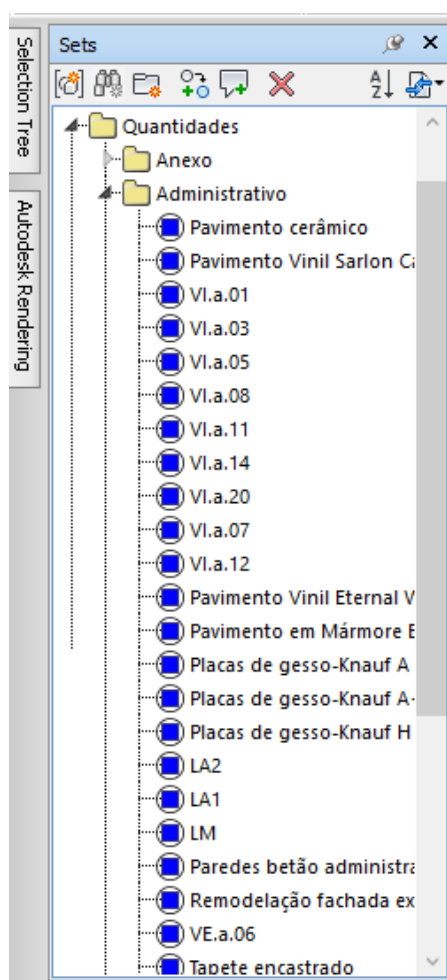 Sets
Selection Tree
Autodesk Rendering
Quantidades
Anexo
Administrativo
Pavimento cerâmico
Pavimento Vinil Sarlon
VI.a.01
VI.a.03
VI.a.05
VI.a.08
VI.a.11
VI.a.14
VI.a.20
VI.a.07
VI.a.12
Pavimento Vinil Eternal
Pavimento em Mármore
Placas de gesso-Knauf A
Placas de gesso-Knauf A-
Placas de gesso-Knauf H
LA2
LA1
LM
Paredes betão administra
Remodelação fachada ex
VE.a.06
Tapete encastrado